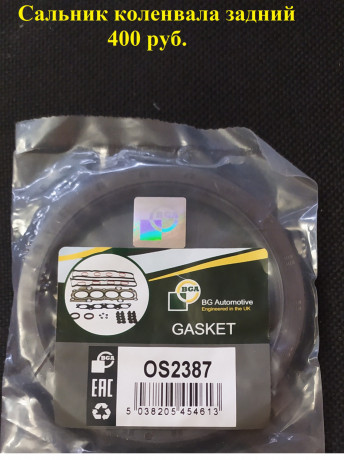 Сальник коленвала задний
400 руб.
BGA
BGA
BG Automotive
Engineered in the UK
GASKET
BGA
OS2387
EAC
5 038205 454613